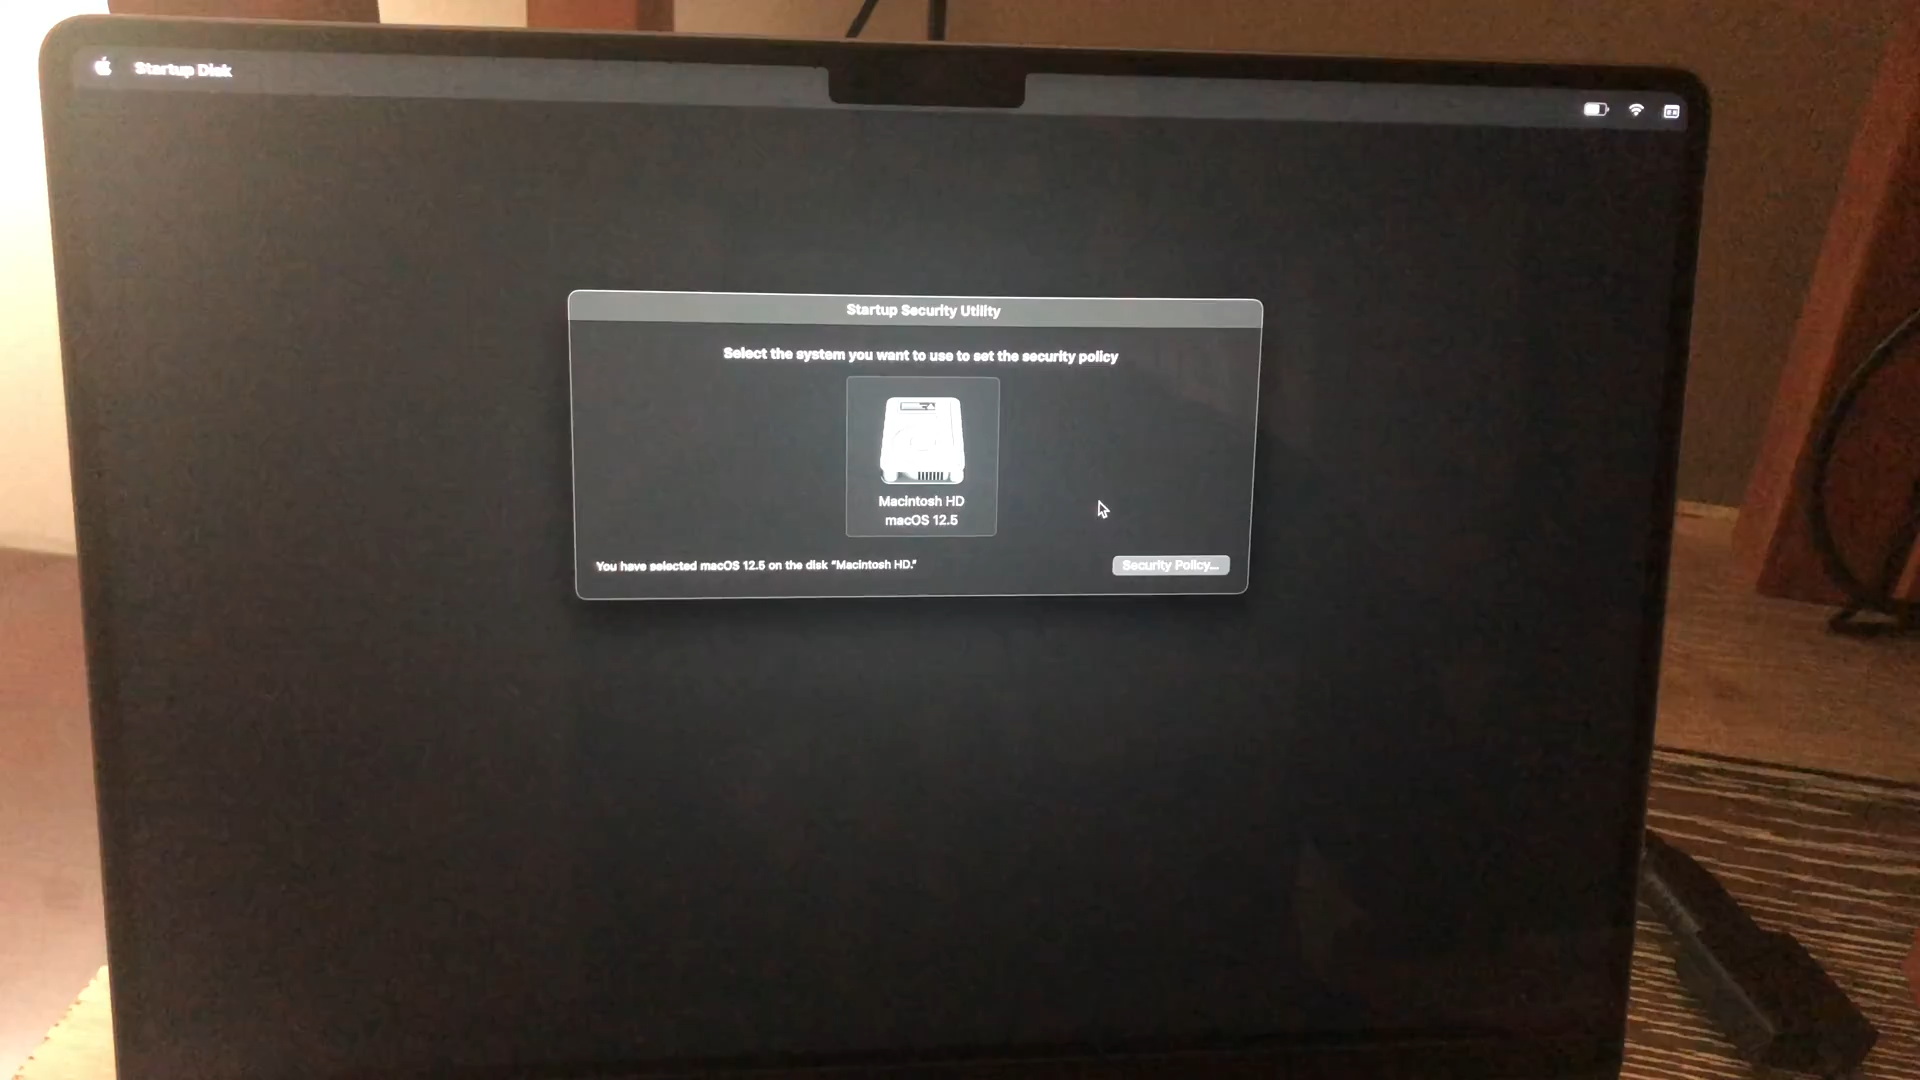 Startup Disk
Startup Security Utility
Select the system you want to use to set the security policy
Macintosh HD
macOS 12.5
You have selected macOS 12.5 on the disk “Macintosh HD.”
Security Policy...